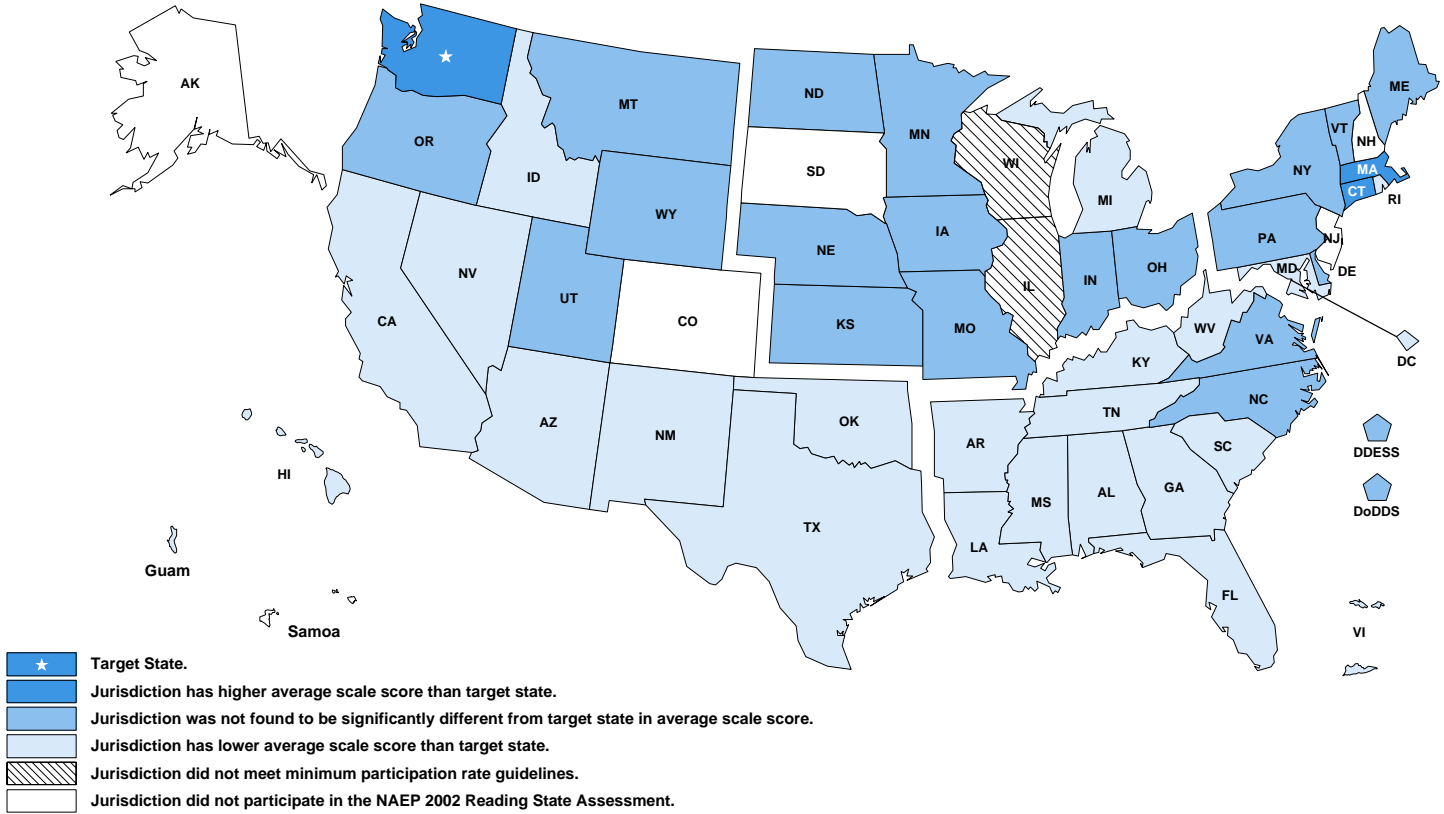 AK
MT
ND
MN
ME
VT
NH
OR
ID
SD
WI
NY
MA
CT
RI
WY
MI
IA
PA
NJ
NE
OH
IN
IL
MD
DE
NV
UT
CO
KS
MO
WV
VA
CA
KY
DC
NC
TN
AZ
NM
OK
AR
SC
DDESS
HI
MS
AL
GA
DoDDS
TX
LA
Guam
FL
Samoa
VI
Target State.
Jurisdiction has higher average scale score than target state.
Jurisdiction was not found to be significantly different from target state in average scale score.
Jurisdiction has lower average scale score than target state.
Jurisdiction did not meet minimum participation rate guidelines.
Jurisdiction did not participate in the NAEP 2002 Reading State Assessment.